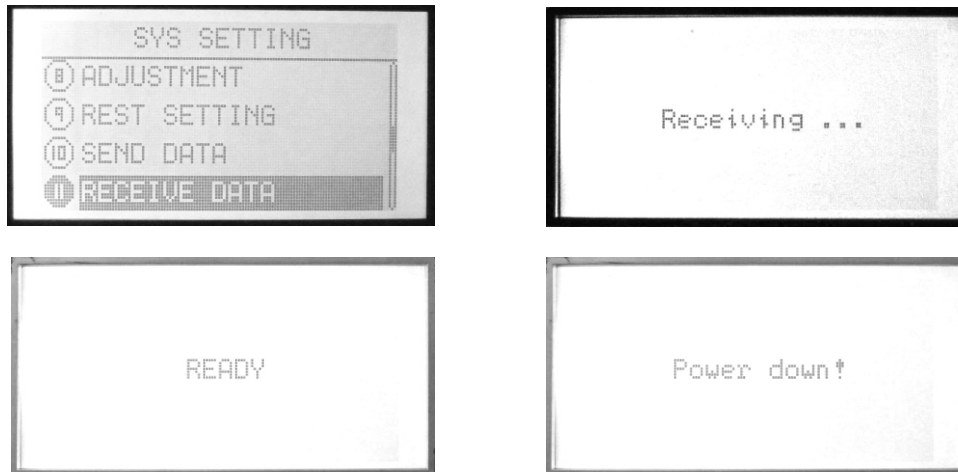 SYS SETTING
8 ADJUSTMENT
9 REST SETTING
10 SEND DATA
11 RECEIVE DATA
Receiving ...
READY
Power down!